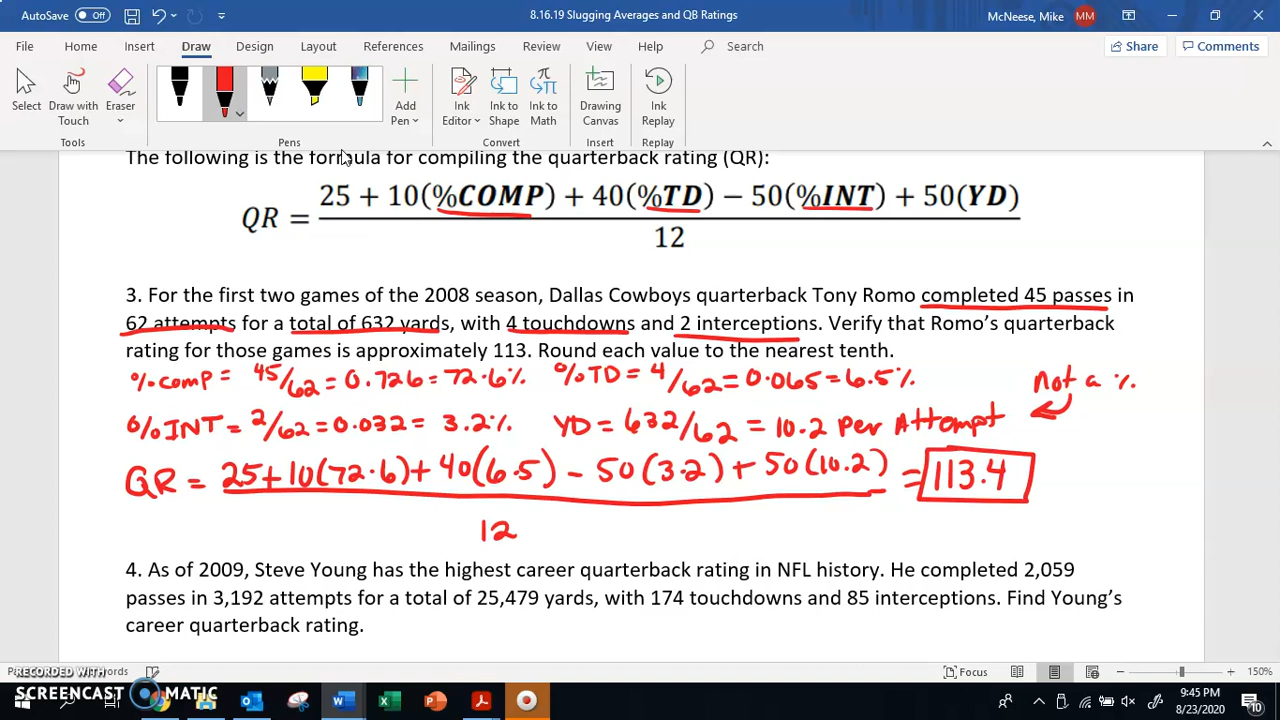 AutoSave Off 8.16.19 Slugging Averages and QB Ratings McNeese, Mike MM
File Home Insert Draw Design Layout References Mailings Review View Help Search Share Comments
Select Draw with Touch Eraser Add Pen Ink Editor Ink to Shape Ink to Math Drawing Canvas Ink Replay
Tools Pens Convert Insert Replay
The following is the formula for compiling the quarterback rating (QR):
25 + 10(%COMP) + 40(%TD) − 50(%INT) + 50(YD)
QR =
12
3. For the first two games of the 2008 season, Dallas Cowboys quarterback Tony Romo completed 45 passes in
62 attempts for a total of 632 yards, with 4 touchdowns and 2 interceptions. Verify that Romo's quarterback
rating for those games is approximately 113. Round each value to the nearest tenth.
%comP = 45/62 = 0.726 = 72.6% %TD = 4/62 = 0.065 = 6.5% Not a %
%INT = 2/62 = 0.032 = 3.2% YD = 632/62 = 10.2 Per Attempt
QR = 25+10(72.6)+40(6.5) − 50(3.2)+50(10.2) = 113.4
12
4. As of 2009, Steve Young has the highest career quarterback rating in NFL history. He completed 2,059
passes in 3,192 attempts for a total of 25,479 yards, with 174 touchdowns and 85 interceptions. Find Young's
career quarterback rating.
words Focus 150%
RECORDED WITH
SCREENCAST MATIC
9:45 PM
8/23/2020
10